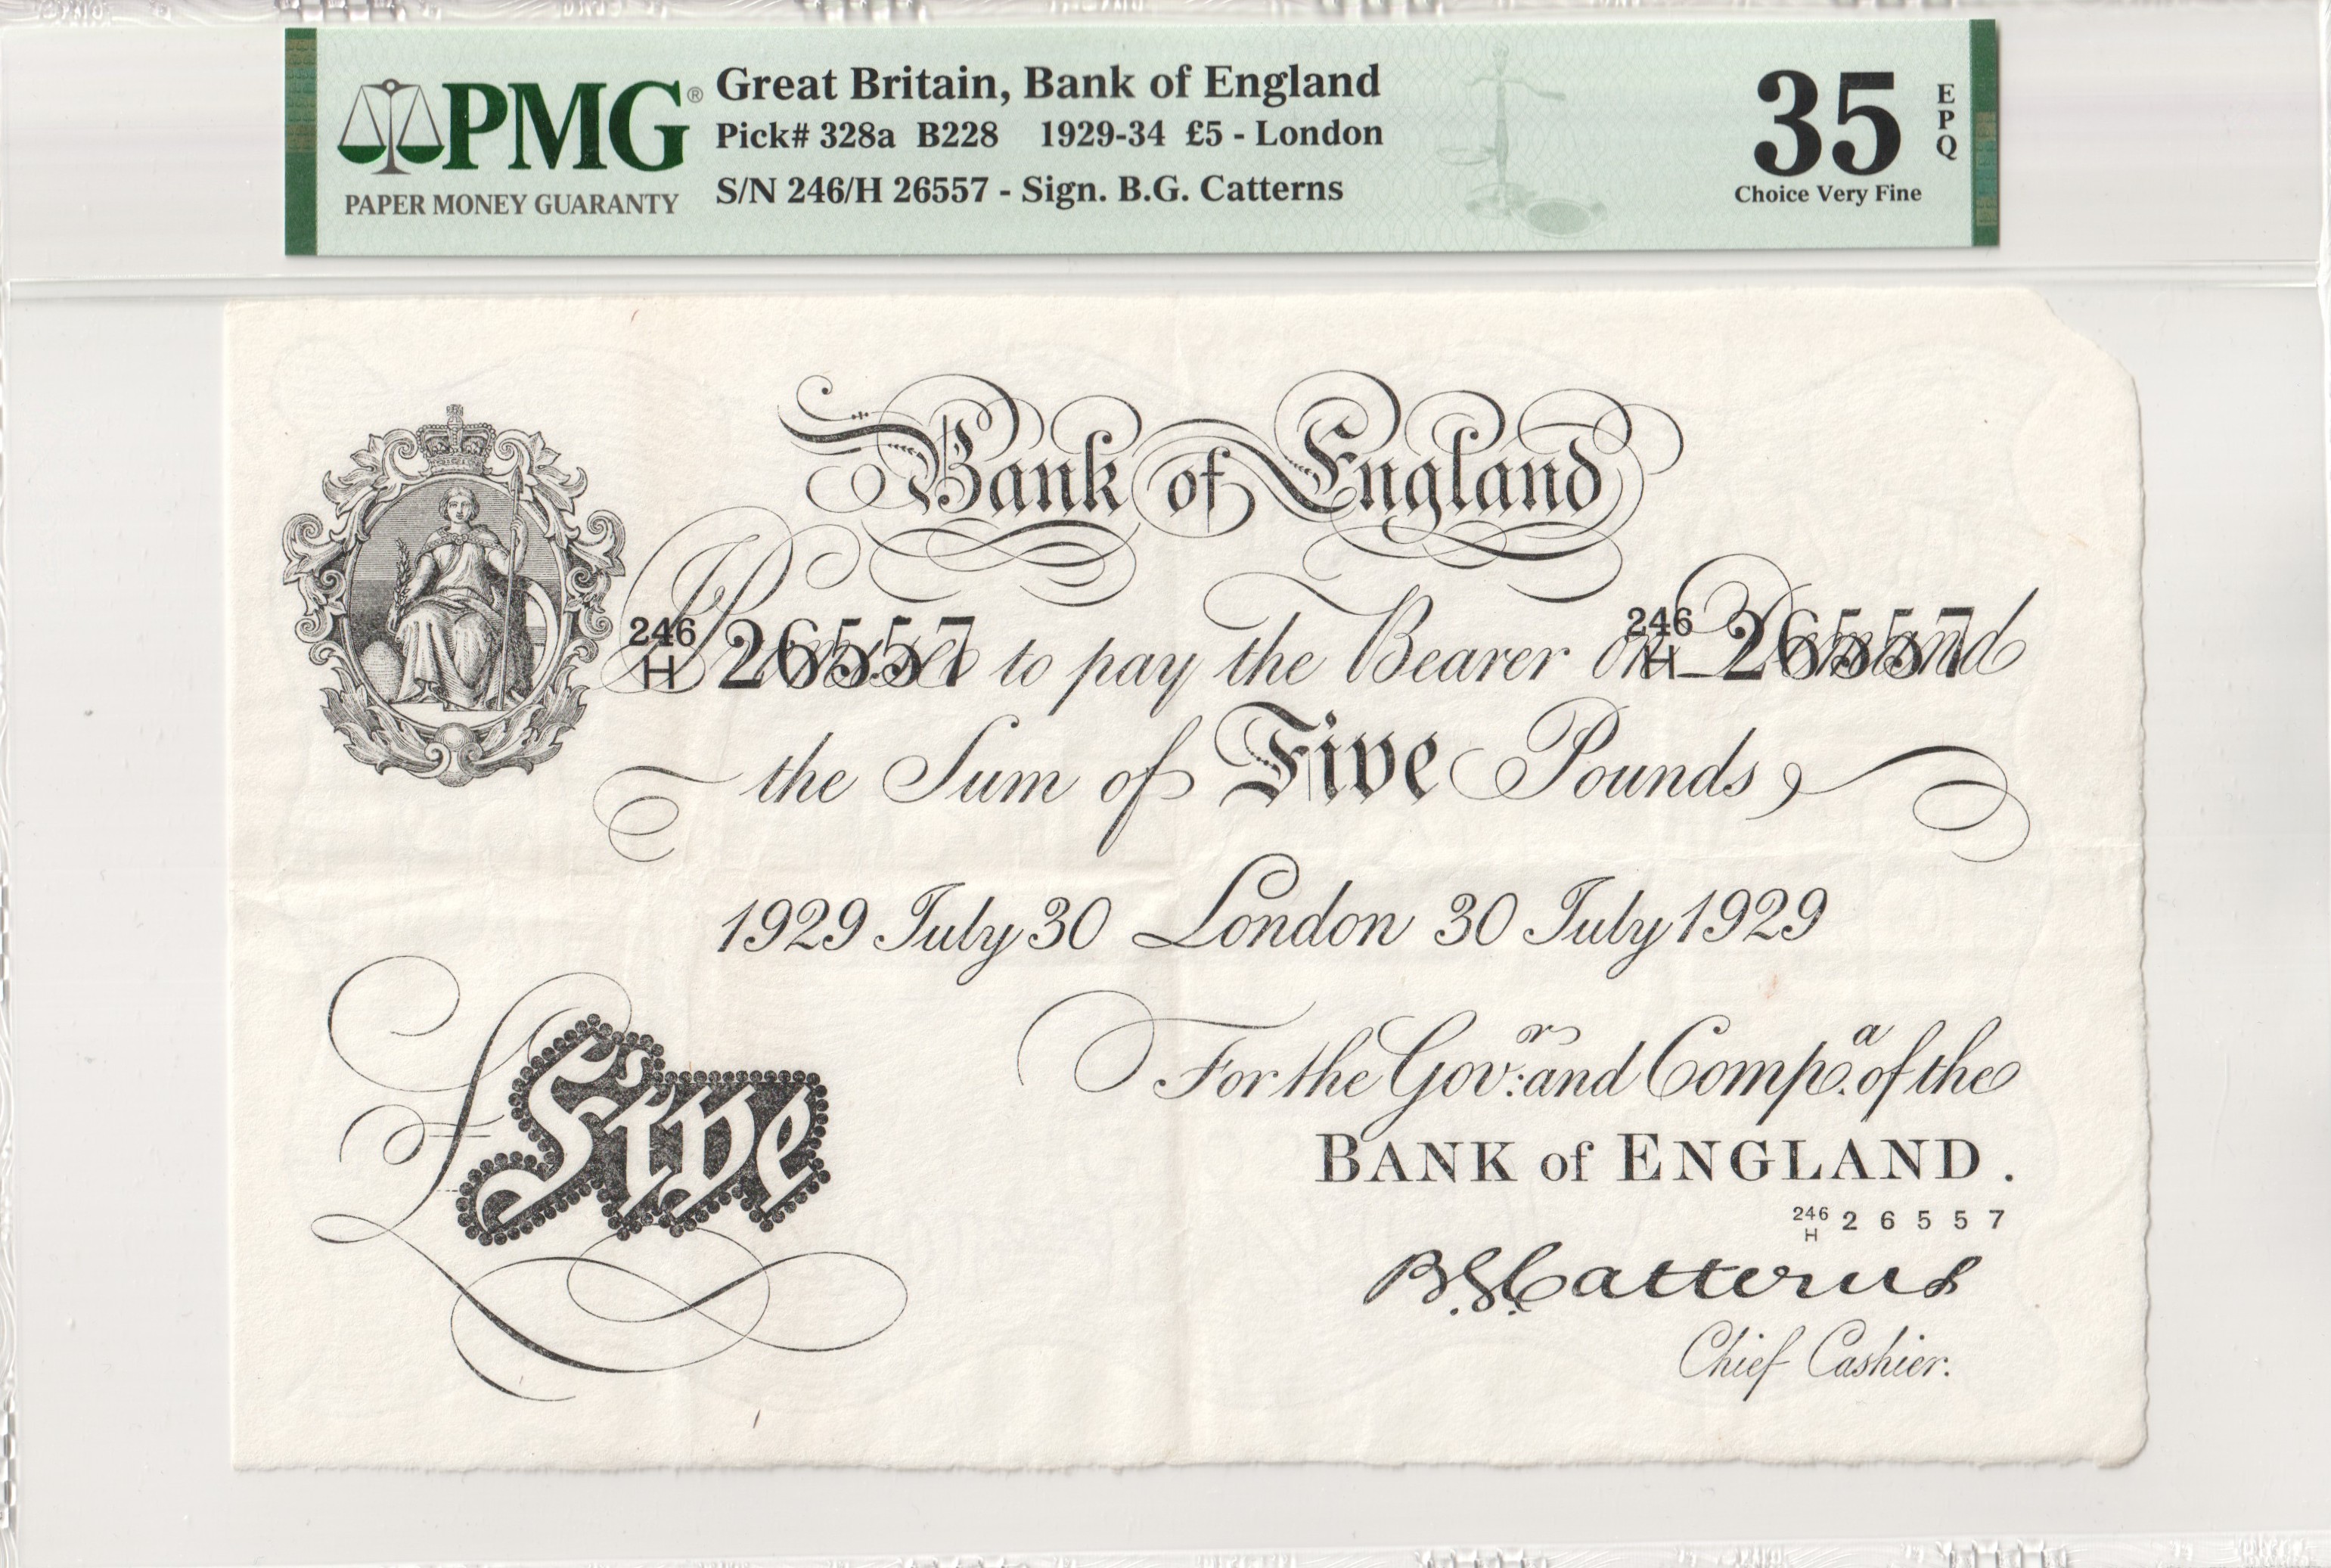 PMG®
PAPER MONEY GUARANTY
Great Britain, Bank of England
Pick# 328a B228 1929-34 £5 - London
S/N 246/H 26557 - Sign. B.G. Catterns
35 EPQ
Choice Very Fine
Bank of England
246/H 26557 Promise to pay the Bearer on Demand 246/H 26557
the Sum of Five Pounds
1929 July 30 London 30 July 1929
£Five
For the Govr. and Compa. of the
BANK of ENGLAND.
246/H 26557
B.G. Catterns
Chief Cashier.